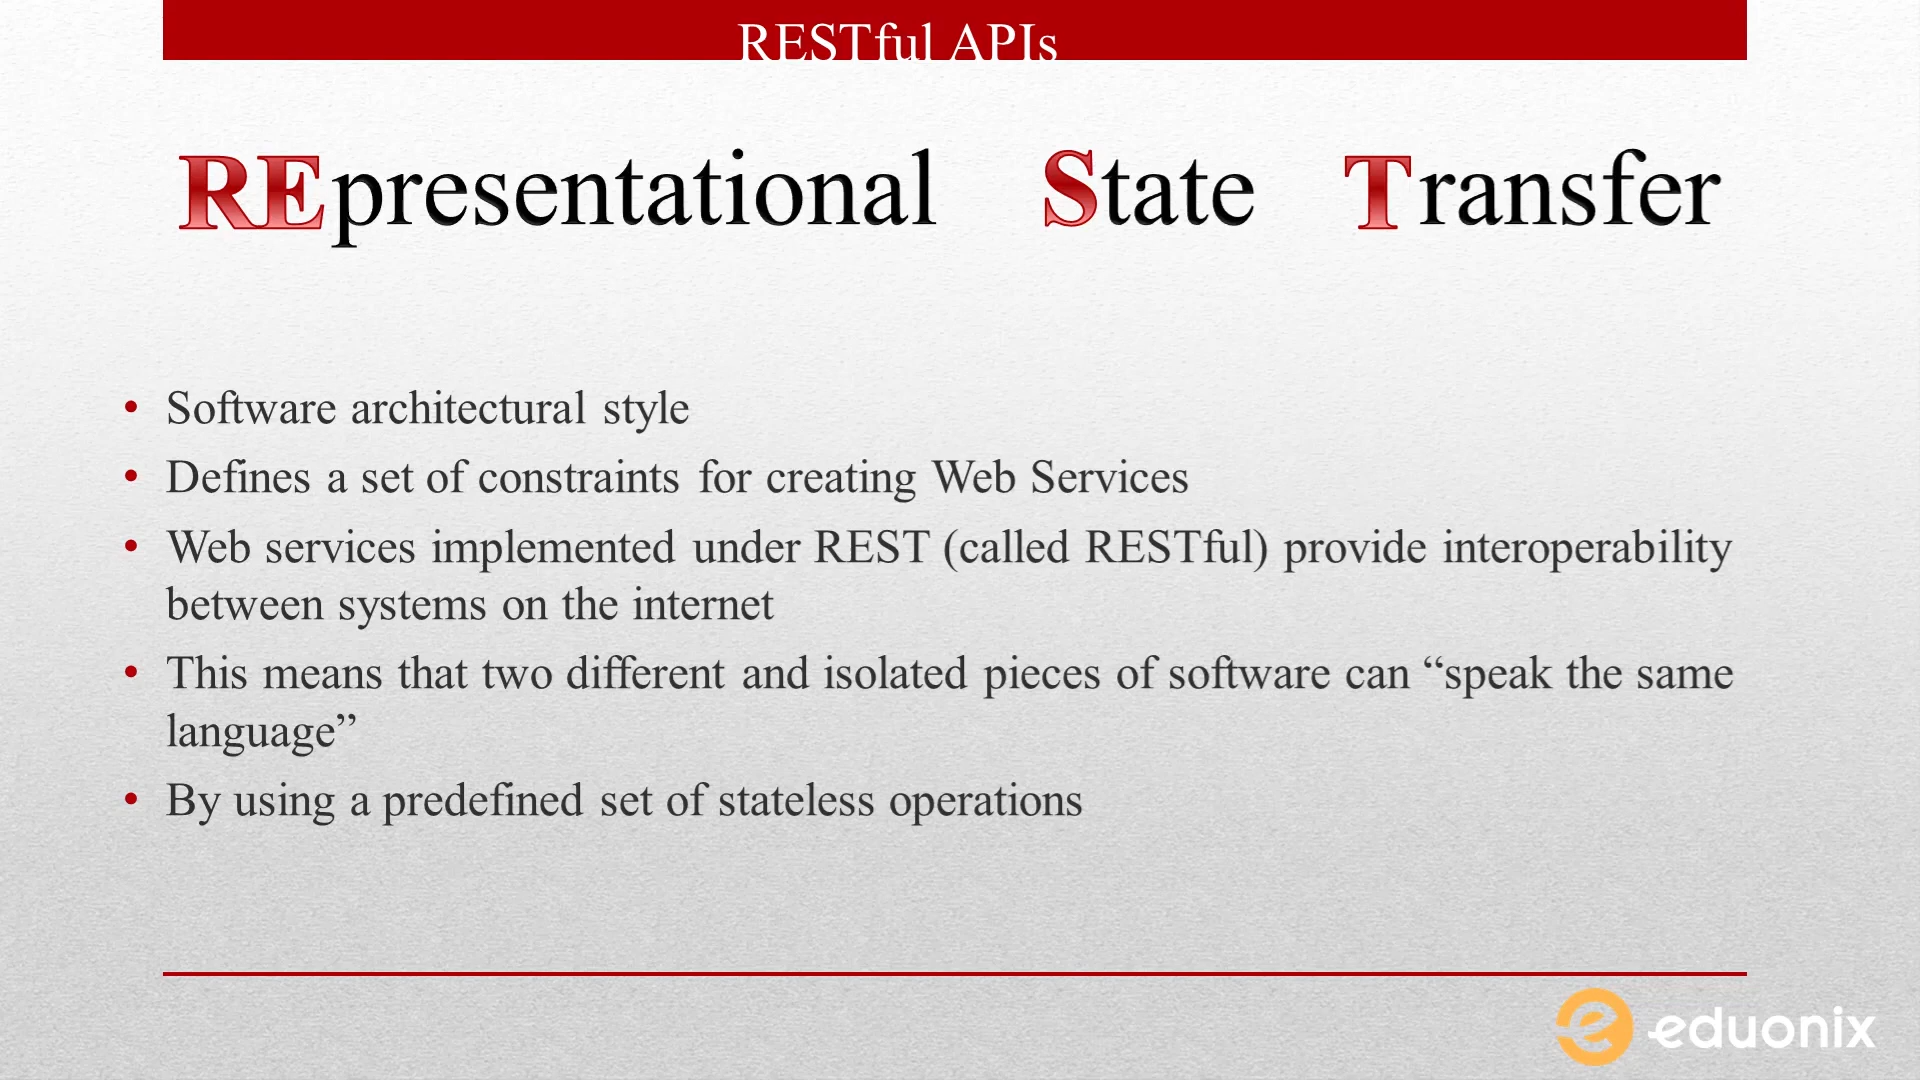 RESTful APIs
REpresentational State Transfer
• Software architectural style
• Defines a set of constraints for creating Web Services
• Web services implemented under REST (called RESTful) provide interoperability
between systems on the internet
• This means that two different and isolated pieces of software can “speak the same
language”
• By using a predefined set of stateless operations
eduonix